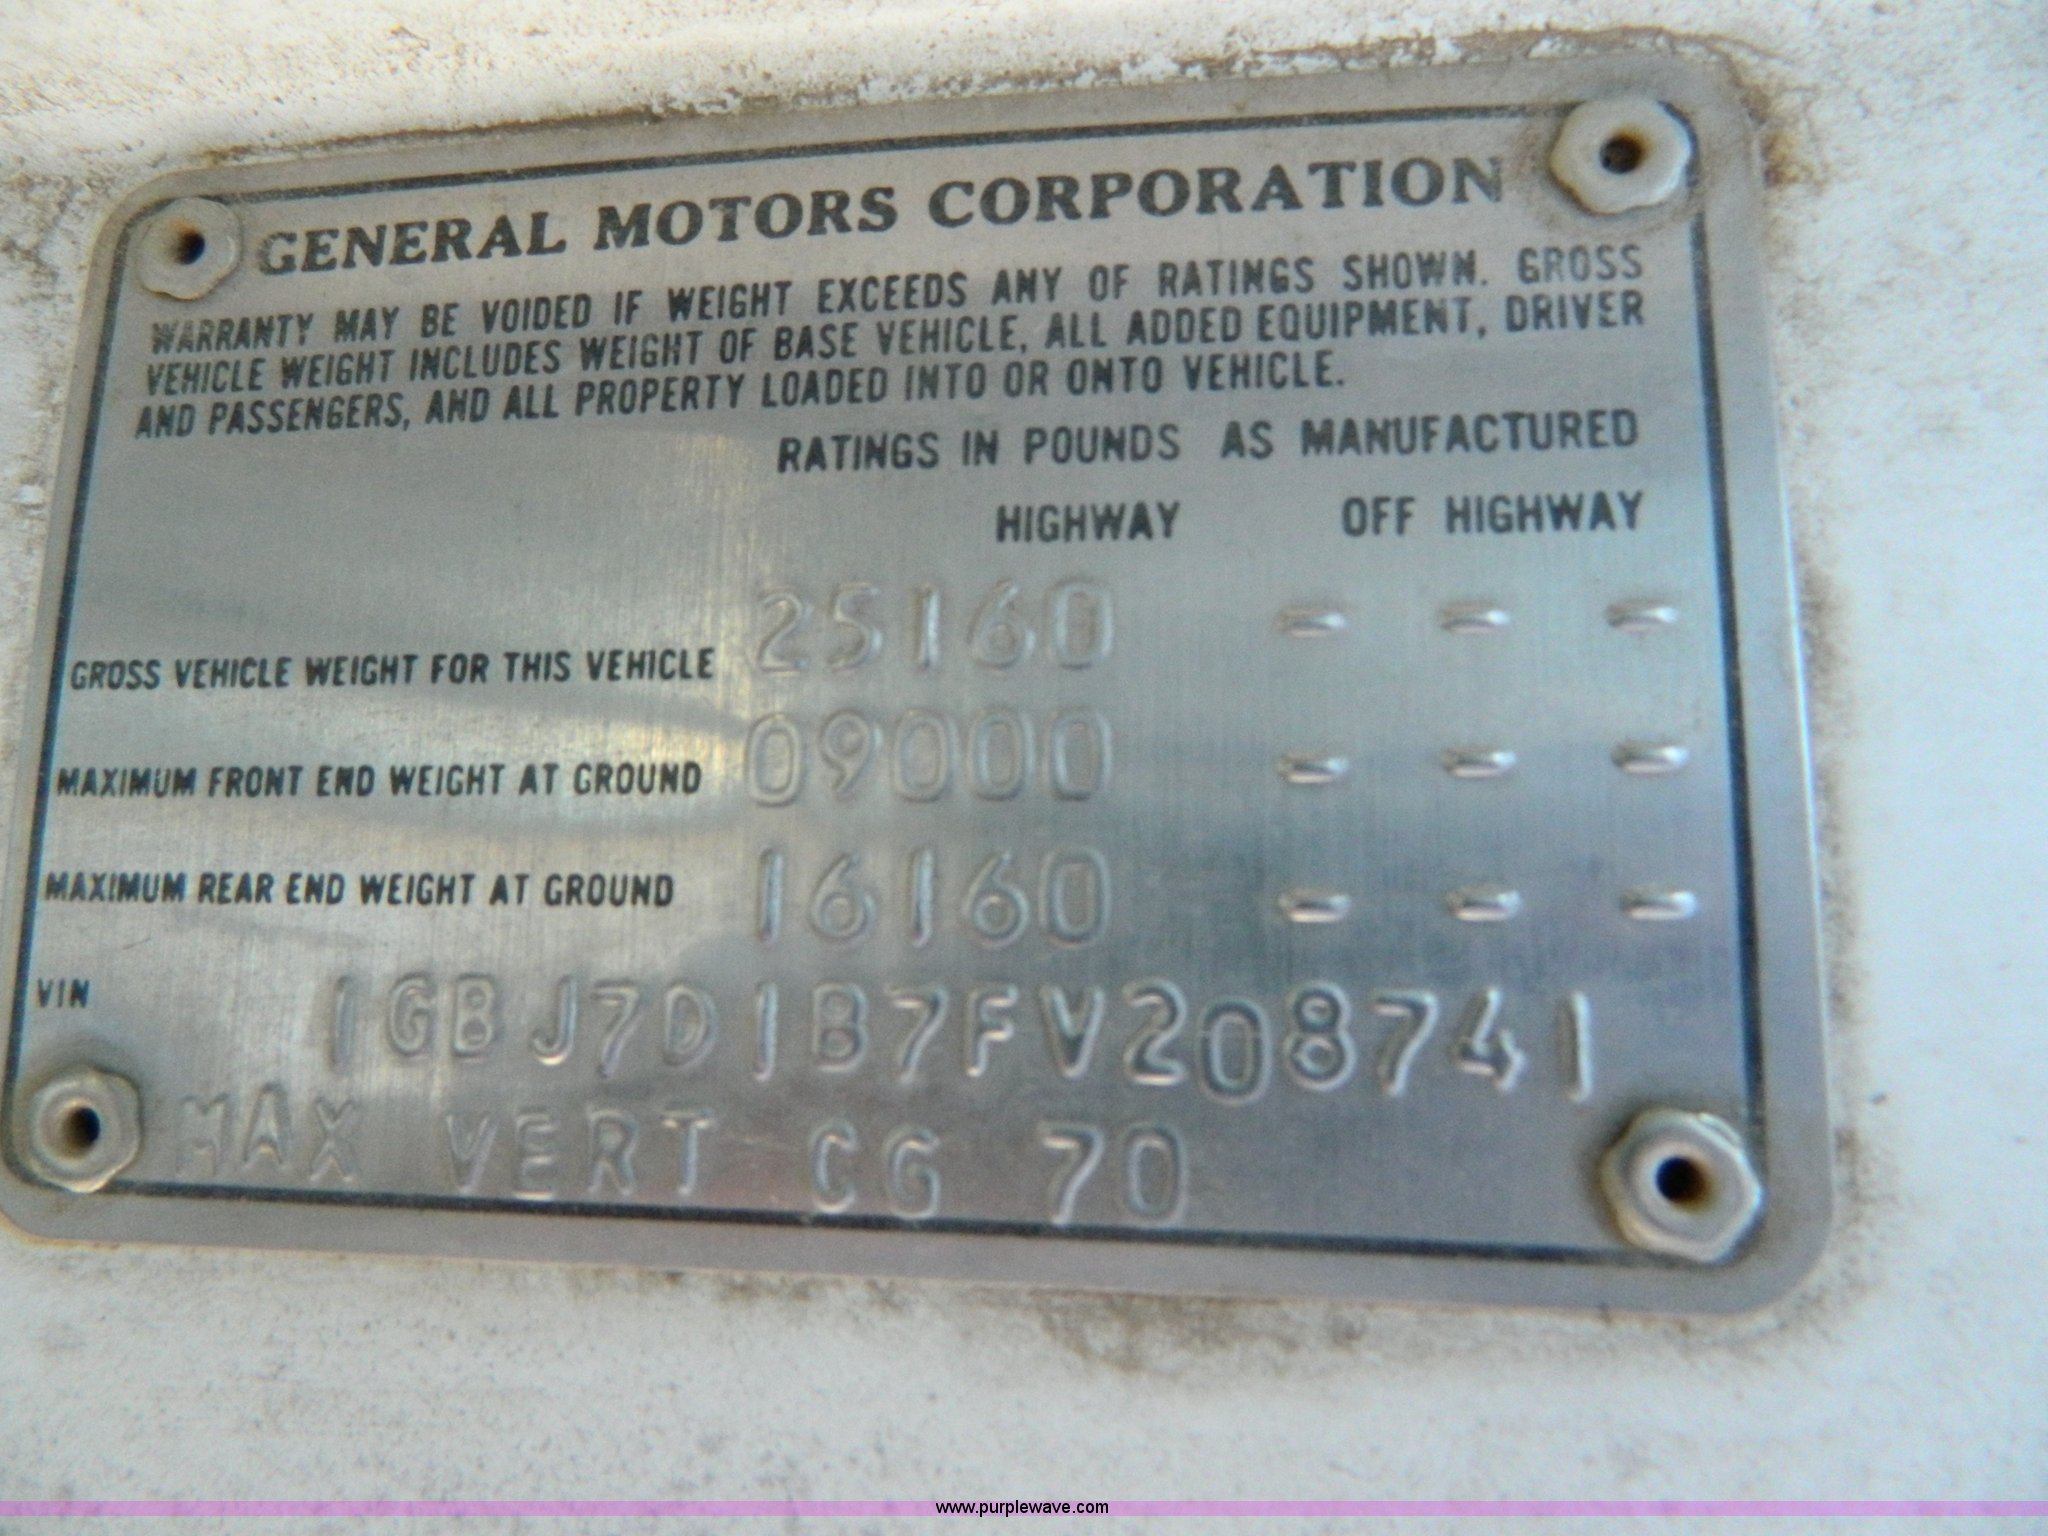 GENERAL MOTORS CORPORATION
WARRANTY MAY BE VOIDED IF WEIGHT EXCEEDS ANY OF RATINGS SHOWN. GROSS
VEHICLE WEIGHT INCLUDES WEIGHT OF BASE VEHICLE, ALL ADDED EQUIPMENT, DRIVER
AND PASSENGERS, AND ALL PROPERTY LOADED INTO OR ONTO VEHICLE.
RATINGS IN POUNDS AS MANUFACTURED
HIGHWAY OFF HIGHWAY
GROSS VEHICLE WEIGHT FOR THIS VEHICLE 25160 - - -
MAXIMUM FRONT END WEIGHT AT GROUND 09000 - - -
MAXIMUM REAR END WEIGHT AT GROUND 16160 - - -
VIN 1GBJ7D1B7FV208741
MAX VERT CG 70
www.purplewave.com